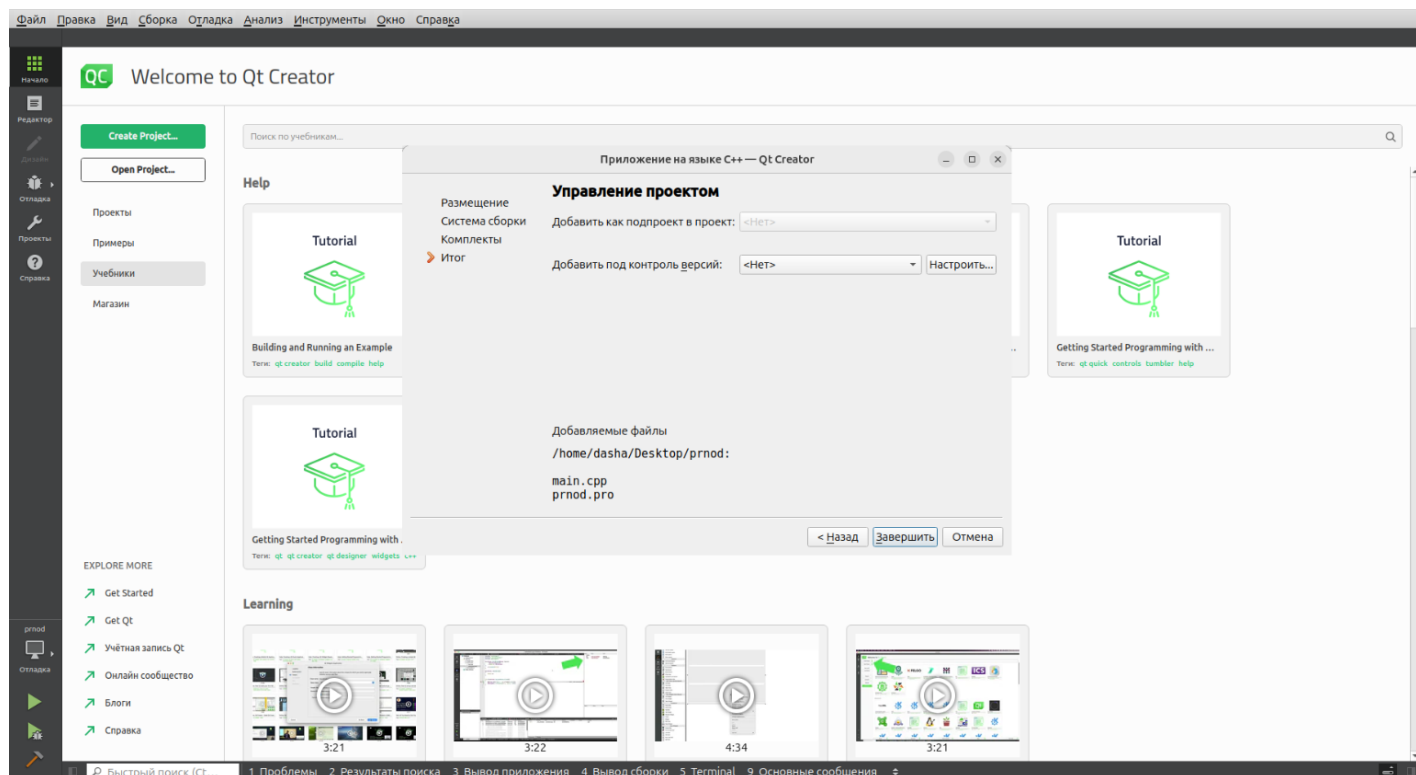 Файл Правка Вид Сборка Отладка Анализ Инструменты Окно Справка
Начало
Редактор
Дизайн
Отладка
Проекты
Справка
QC Welcome to Qt Creator
Create Project...
Open Project...
Проекты
Примеры
Учебники
Магазин
Поиск по учебникам...
Help
Tutorial
Building and Running an Example
Теги: qt creator build compile help
Tutorial
Getting Started Programming with ...
Теги: qt quick controls tumbler help
Tutorial
Getting Started Programming with .
Теги: qt qt creator qt designer widgets c++
Приложение на языке C++ — Qt Creator
Размещение
Система сборки
Комплекты
Итог
Управление проектом
Добавить как подпроект в проект: <Нет>
Добавить под контроль версий: <Нет> Настроить...
Добавляемые файлы
/home/dasha/Desktop/prnod:
main.cpp
prnod.pro
< Назад Завершить Отмена
EXPLORE MORE
Get Started
Get Qt
Учётная запись Qt
Онлайн сообщество
Блоги
Справка
Learning
3:21
3:22
4:34
3:21
prnod
Отладка
Быстрый поиск (Ct... 1 Проблемы 2 Результаты поиска 3 Вывод приложения 4 Вывод сборки 5 Terminal 9 Основные сообщения